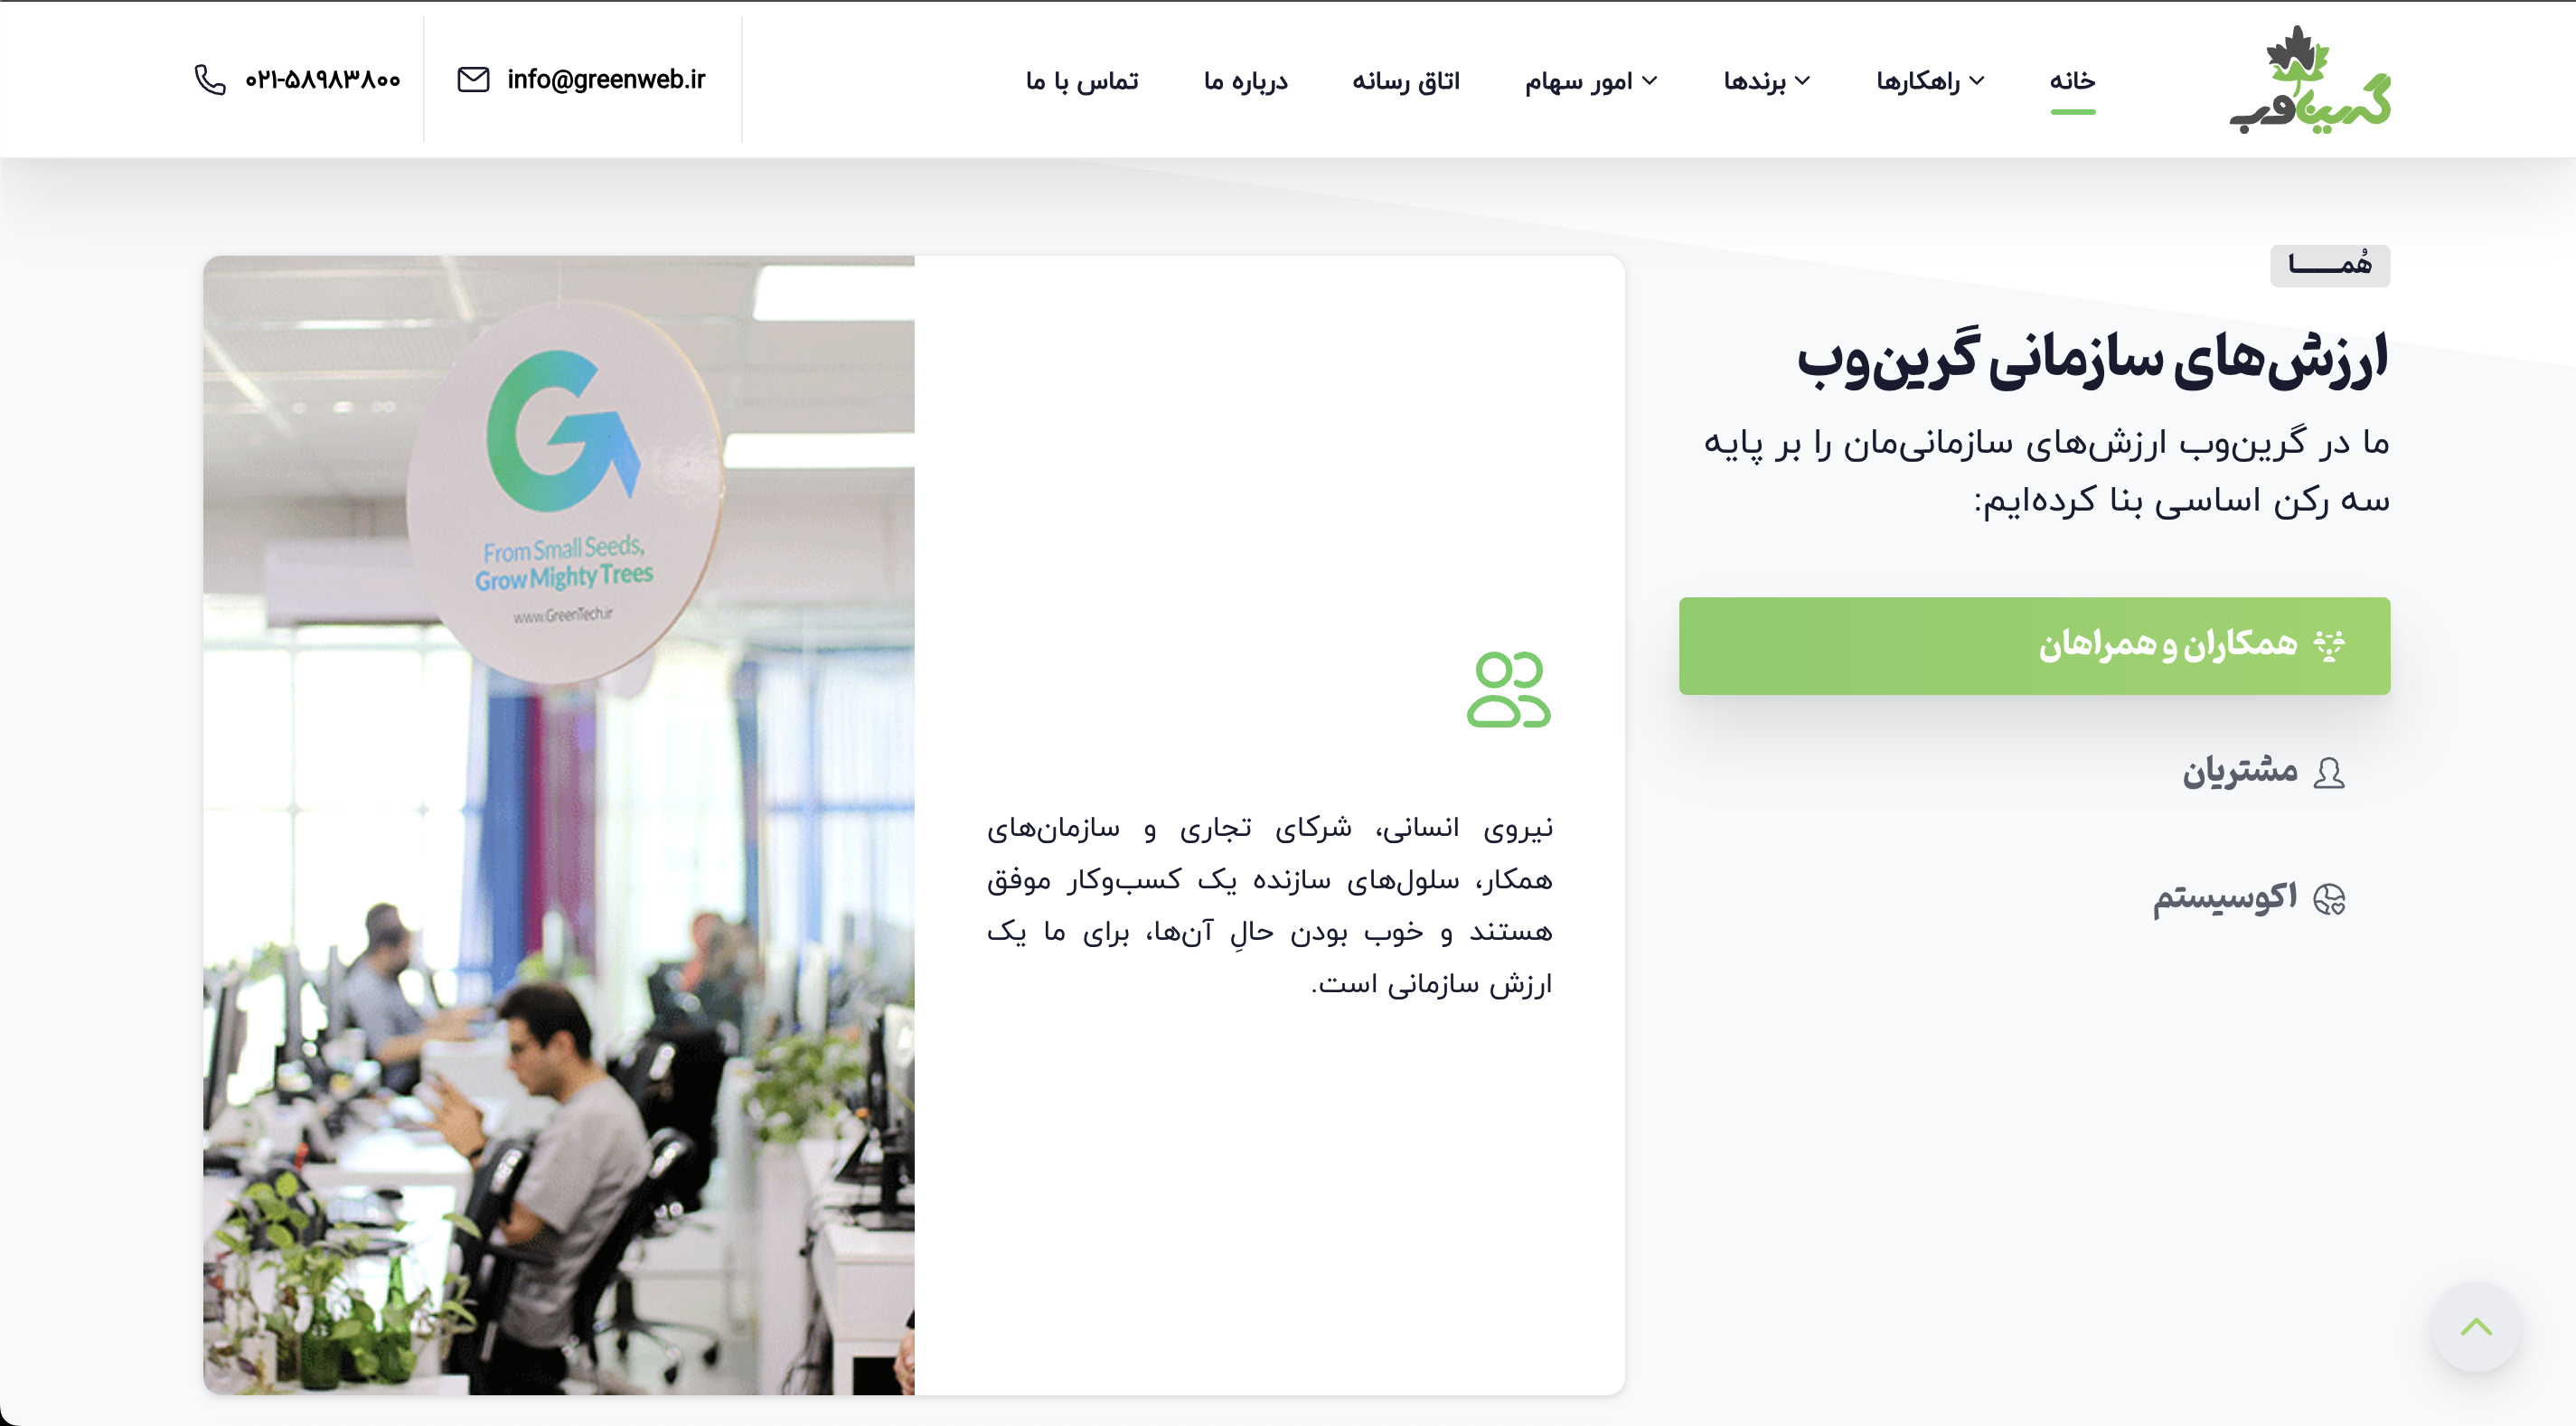 گرین‌وب
خانه
راهکارها
برندها
امور سهام
اتاق رسانه
درباره ما
تماس با ما
info@greenweb.ir
۰۲۱-۵۸۹۸۳۸۰۰
هُمــــا
ارزش‌های سازمانی گرین‌وب
ما در گرین‌وب ارزش‌های سازمانی‌مان را بر پایه
سه رکن اساسی بنا کرده‌ایم:
همکاران و همراهان
مشتریان
اکوسیستم
نیروی انسانی، شرکای تجاری و سازمان‌های
همکار، سلول‌های سازنده یک کسب‌وکار موفق
هستند و خوب بودن حالِ آن‌ها، برای ما یک
ارزش سازمانی است.
G
From Small Seeds,
Grow Mighty Trees
www.GreenTech.ir